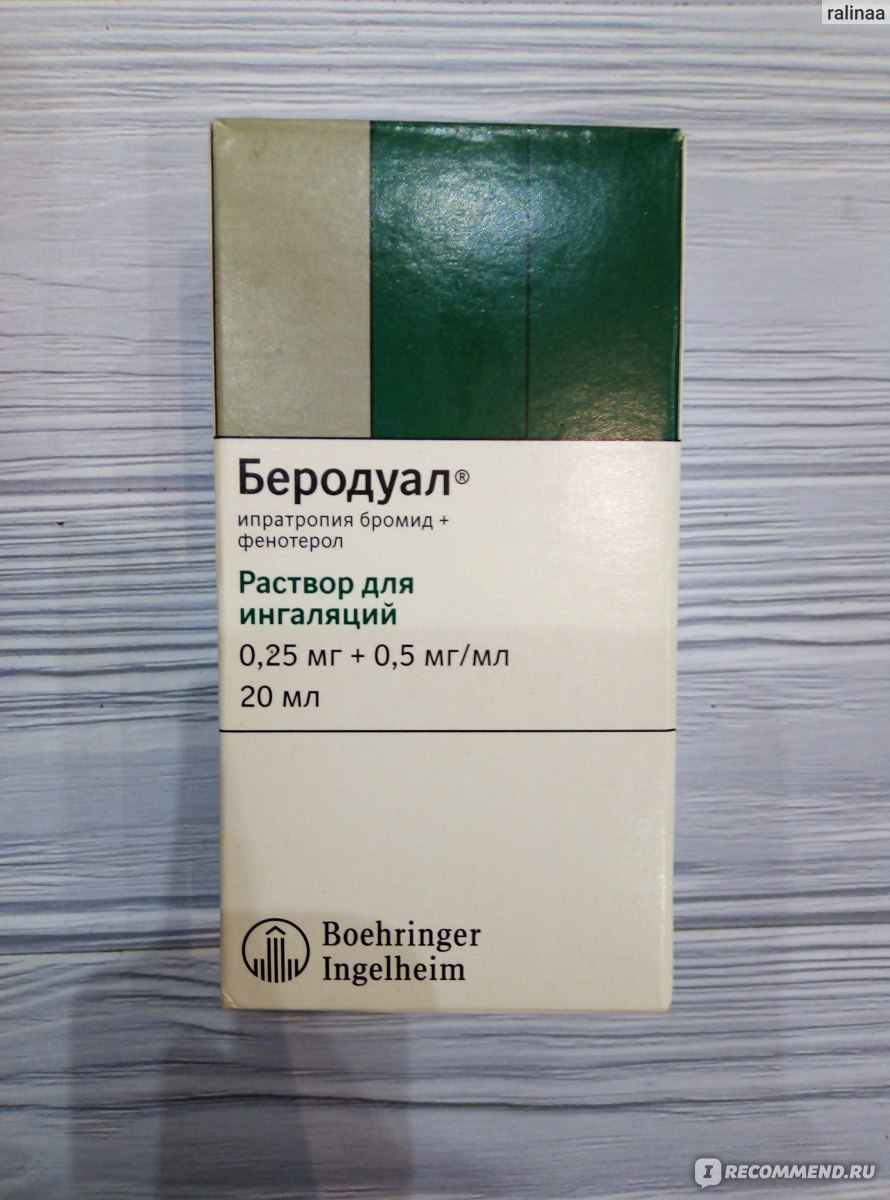 ralinaa
Беродуал®
ипратропия бромид +
фенотерол
Раствор для
ингаляций
0,25 мг + 0,5 мг/мл
20 мл
Boehringer
Ingelheim
I RECOMMEND.RU